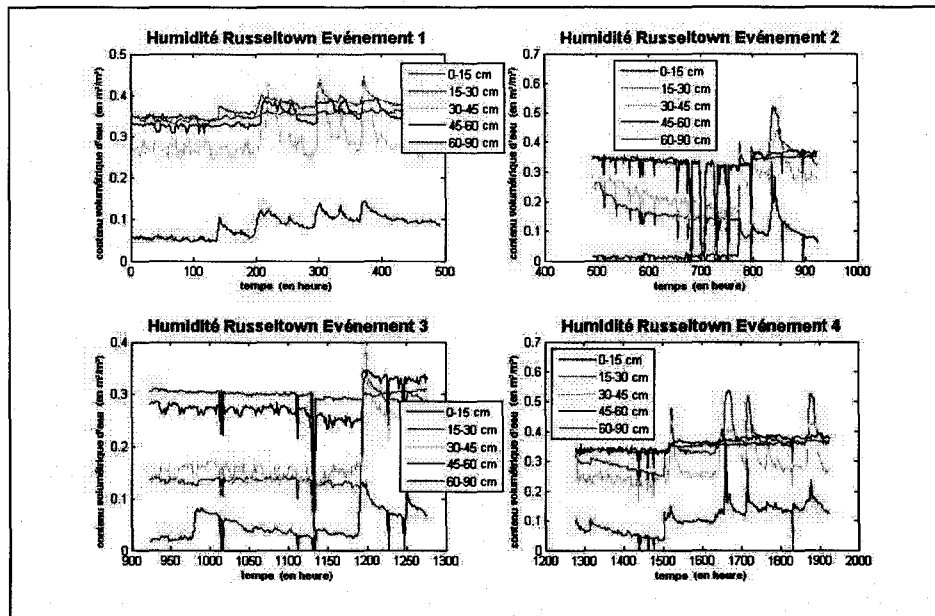 Humidité Russeltown Evénement 1
contenu volumérique d'eau (en m³/m³)
0.5
0.4
0.3
0.2
0.1
0
0 100 200 300 400 500
temps (en heure)
0-15 cm
15-30 cm
30-45 cm
45-60 cm
60-90 cm
Humidité Russeltown Evénement 2
contenu volumérique d'eau (en m³/m³)
0.7
0.6
0.5
0.4
0.3
0.2
0.1
0
400 500 600 700 800 900 1000
temps (en heure)
0-15 cm
15-30 cm
30-45 cm
45-60 cm
60-90 cm
Humidité Russeltown Evénement 3
contenu volumérique d'eau (en m³/m³)
0.4
0.3
0.2
0.1
0
900 950 1000 1050 1100 1150 1200 1250 1300
temps (en heure)
0-15 cm
15-30 cm
30-45 cm
45-60 cm
60-90 cm
Humidité Russeltown Evénement 4
contenu volumérique d'eau (en m³/m³)
0.7
0.6
0.5
0.4
0.3
0.2
0.1
0
1200 1300 1400 1500 1600 1700 1800 1900 2000
temps (en heure)
0-15 cm
15-30 cm
30-45 cm
45-60 cm
60-90 cm